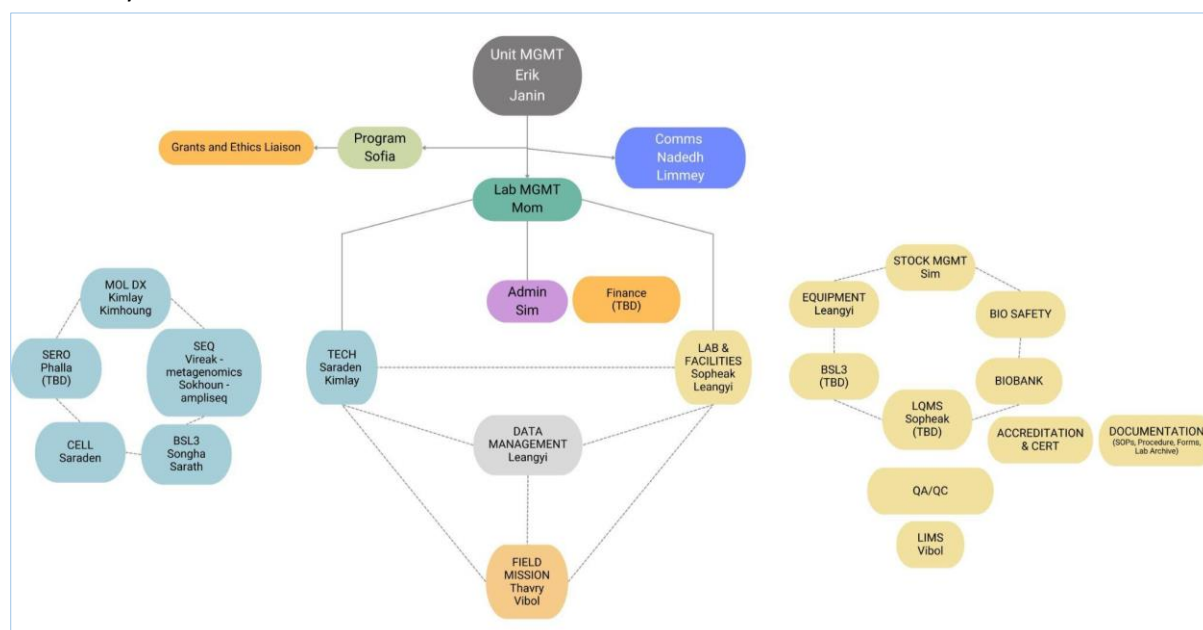 Unit MGMT
Erik
Janin
Grants and Ethics Liaison
Program
Sofia
Comms
Nadedh
Limmey
Lab MGMT
Mom
Admin
Sim
Finance
(TBD)
TECH
Saraden
Kimlay
LAB &
FACILITIES
Sopheak
Leangyi
DATA
MANAGEMENT
Leangyi
FIELD
MISSION
Thavry
Vibol
MOL DX
Kimlay
Kimhoung
SERO
Phalla
(TBD)
SEQ
Vireak -
metagenomics
Sokhoun -
ampliseq
CELL
Saraden
BSL3
Songha
Sarath
STOCK MGMT
Sim
EQUIPMENT
Leangyi
BIO SAFETY
BSL3
(TBD)
BIOBANK
LQMS
Sopheak
(TBD)
ACCREDITATION
& CERT
DOCUMENTATION
(SOPs, Procedure, Forms,
Lab Archive)
QA/QC
LIMS
Vibol